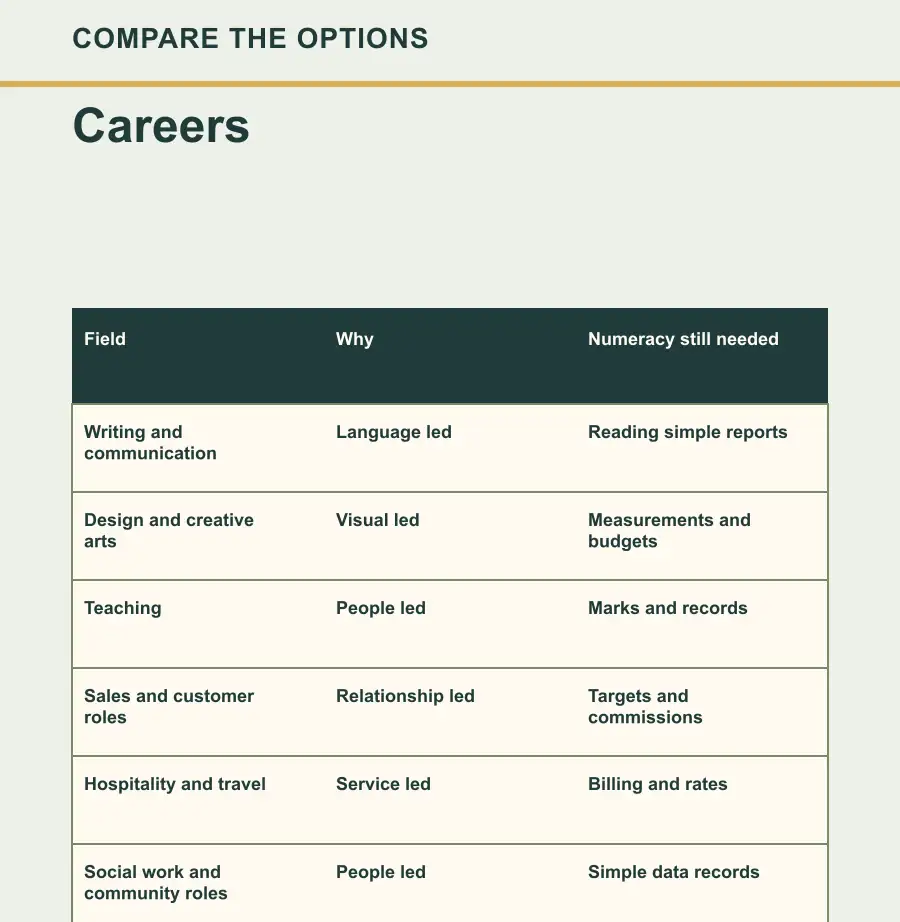 COMPARE THE OPTIONS
Careers
Field Why Numeracy still needed
Writing and communication Language led Reading simple reports
Design and creative arts Visual led Measurements and budgets
Teaching People led Marks and records
Sales and customer roles Relationship led Targets and commissions
Hospitality and travel Service led Billing and rates
Social work and community roles People led Simple data records